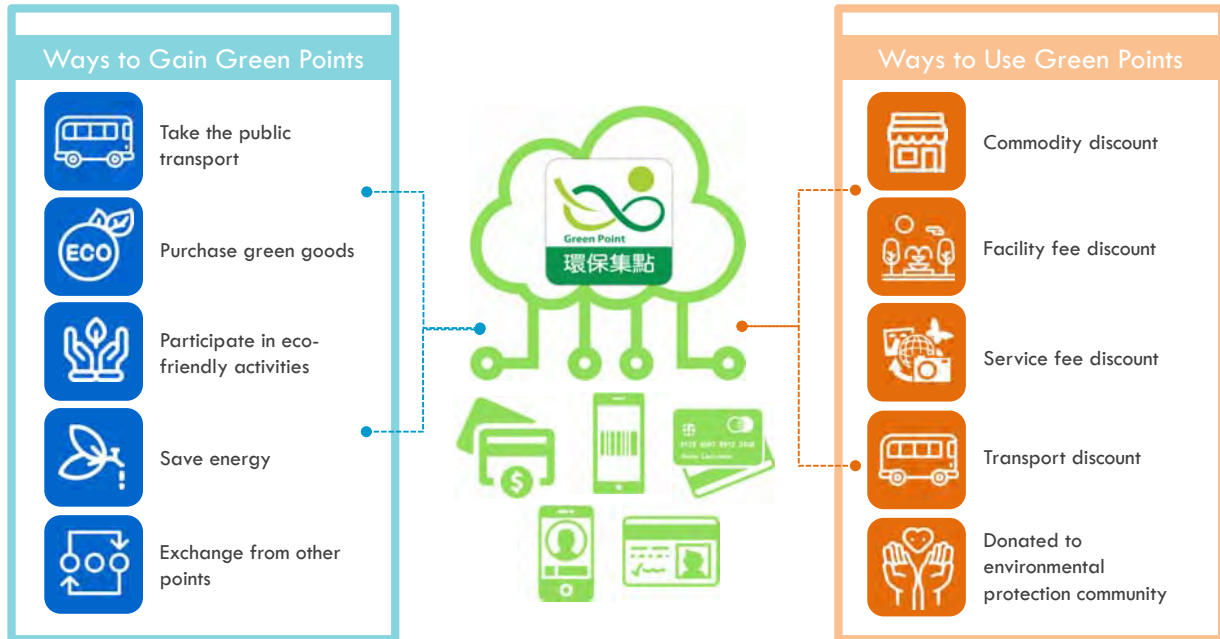 Ways to Gain Green Points
Take the public
transport
ECO
Purchase green goods
Participate in eco-
friendly activities
Save energy
Exchange from other
points
Green Point
環保集點
$
Ways to Use Green Points
Commodity discount
Facility fee discount
Service fee discount
Transport discount
Donated to
environmental
protection community